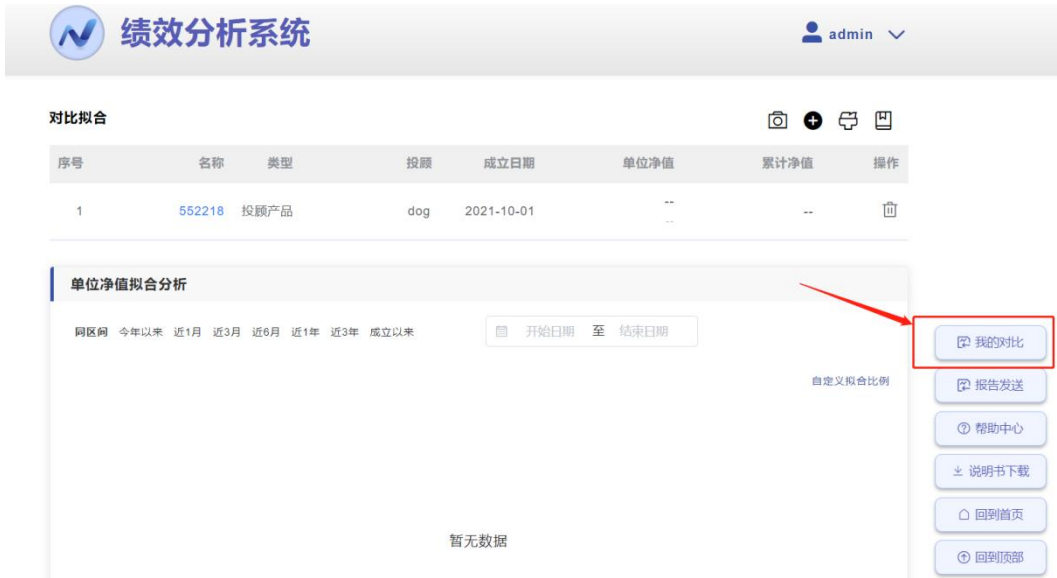 绩效分析系统
admin
对比拟合
序号 名称 类型 投顾 成立日期 单位净值 累计净值 操作
1 552218 投顾产品 dog 2021-10-01 -- -- --
单位净值拟合分析
同区间 今年以来 近1月 近3月 近6月 近1年 近3年 成立以来 开始日期 至 结束日期
我的对比
自定义拟合比例
报告发送
帮助中心
说明书下载
回到首页
暂无数据
回到顶部